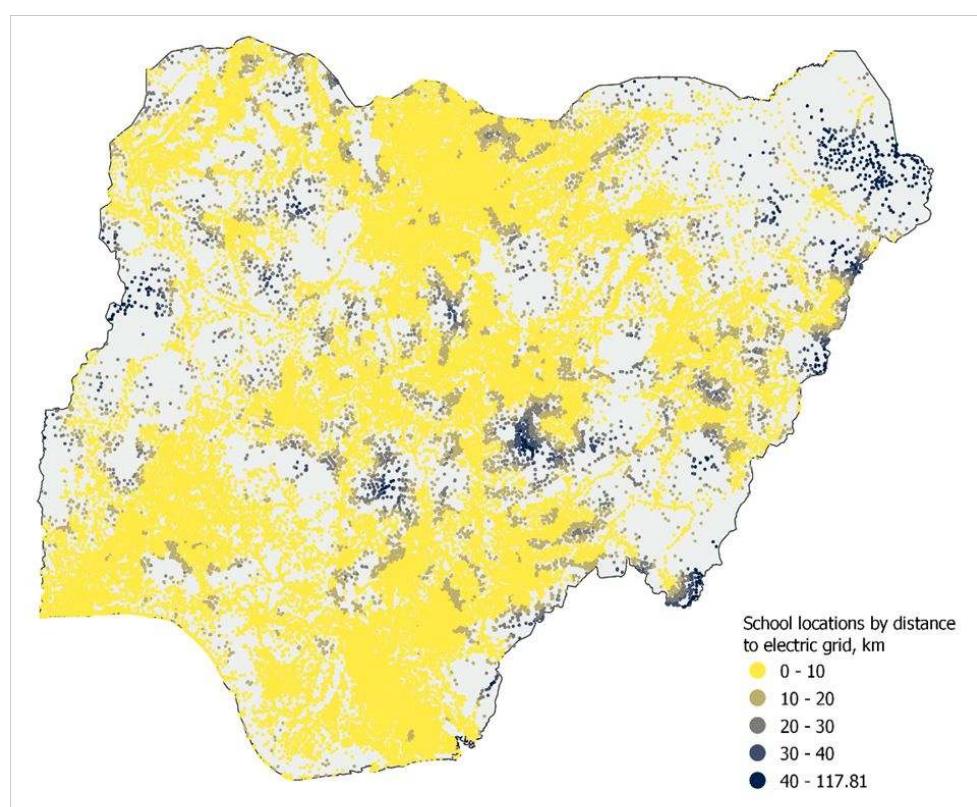 School locations by distance
to electric grid, km
0 - 10
10 - 20
20 - 30
30 - 40
40 - 117.81